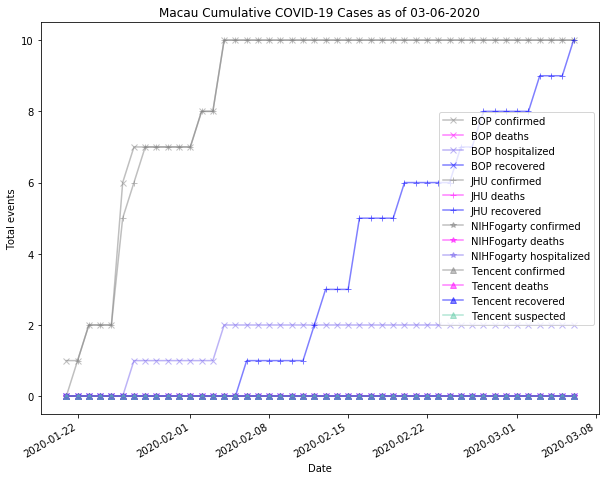 Macau Cumulative COVID-19 Cases as of 03-06-2020
10
8
6
4
2
0
Total events
BOP confirmed
BOP deaths
BOP hospitalized
BOP recovered
JHU confirmed
JHU deaths
JHU recovered
NIHFogarty confirmed
NIHFogarty deaths
NIHFogarty hospitalized
Tencent confirmed
Tencent deaths
Tencent recovered
Tencent suspected
2020-01-22
2020-02-01
2020-02-08
2020-02-15
2020-02-22
2020-03-01
2020-03-08
Date